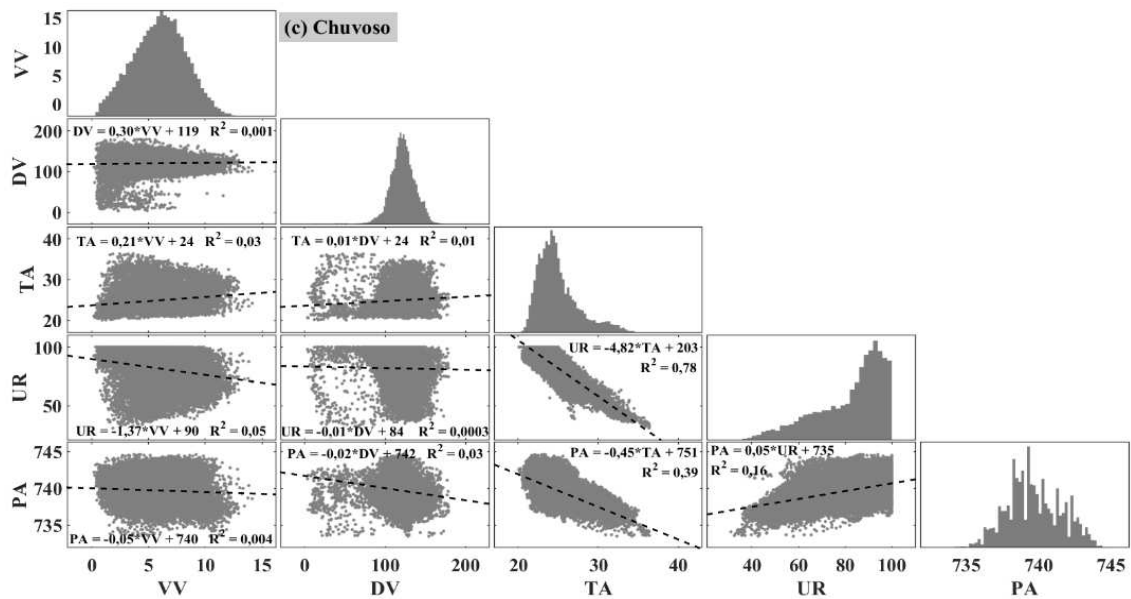 15
10
5
0
VV
(c) Chuvoso
200
100
0
DV
DV = 0,30*VV + 119 R² = 0,001
40
30
20
TA
TA = 0,21*VV + 24 R² = 0,03
TA = 0,01*DV + 24 R² = 0,01
100
50
UR
UR = -1,37*VV + 90 R² = 0,05
UR = -0,01*DV + 84 R² = 0,0003
UR = -4,82*TA + 203
R² = 0,78
745
740
735
PA
PA = -0,05*VV + 740 R² = 0,004
PA = -0,02*DV + 742 R² = 0,03
PA = -0,45*TA + 751
R² = 0,39
PA = 0,05*UR + 735
R² = 0,16
0 5 10 15 0 100 200 20 30 40 40 60 80 100 735 740 745
VV DV TA UR PA